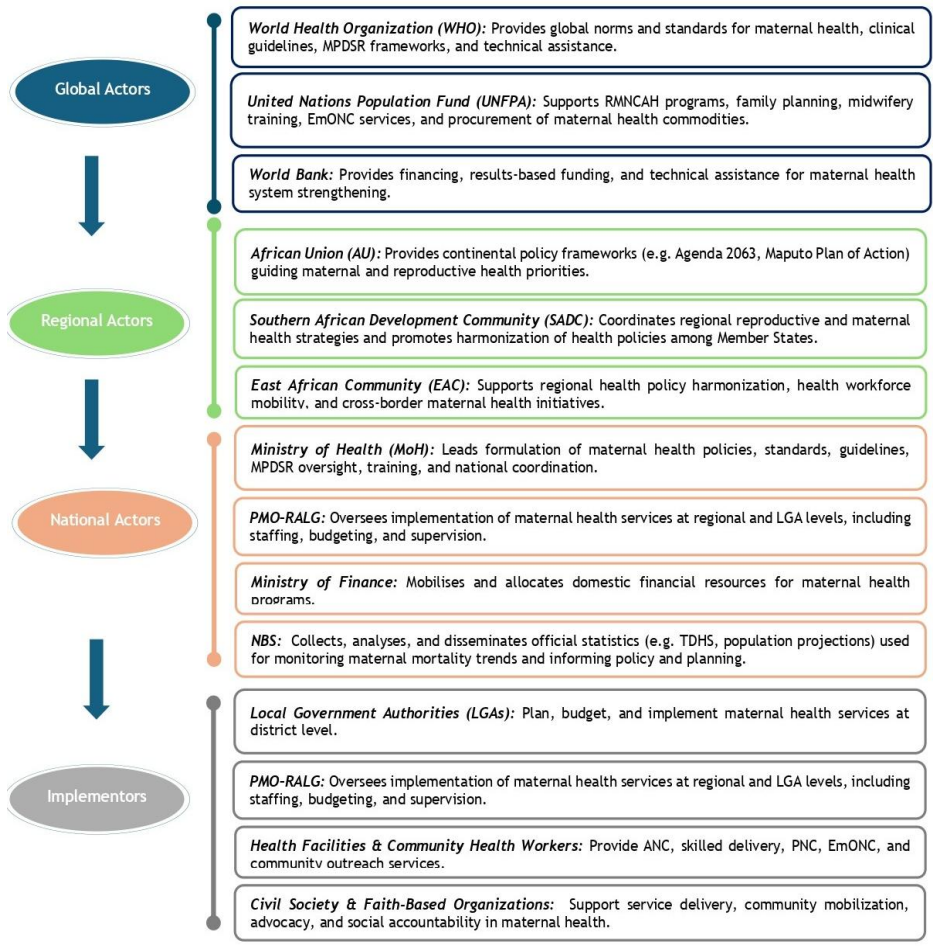 Global Actors
World Health Organization (WHO): Provides global norms and standards for maternal health, clinical
guidelines, MPDSR frameworks, and technical assistance.
United Nations Population Fund (UNFPA): Supports RMNCAH programs, family planning, midwifery
training, EmONC services, and procurement of maternal health commodities.
World Bank: Provides financing, results-based funding, and technical assistance for maternal health
system strengthening.
Regional Actors
African Union (AU): Provides continental policy frameworks (e.g. Agenda 2063, Maputo Plan of Action)
guiding maternal and reproductive health priorities.
Southern African Development Community (SADC): Coordinates regional reproductive and maternal
health strategies and promotes harmonization of health policies among Member States.
East African Community (EAC): Supports regional health policy harmonization, health workforce
mobility, and cross-border maternal health initiatives.
National Actors
Ministry of Health (MoH): Leads formulation of maternal health policies, standards, guidelines,
MPDSR oversight, training, and national coordination.
PMO-RALG: Oversees implementation of maternal health services at regional and LGA levels, including
staffing, budgeting, and supervision.
Ministry of Finance: Mobilises and allocates domestic financial resources for maternal health
programs.
NBS: Collects, analyses, and disseminates official statistics (e.g. TDHS, population projections) used
for monitoring maternal mortality trends and informing policy and planning.
Implementors
Local Government Authorities (LGAs): Plan, budget, and implement maternal health services at
district level.
PMO-RALG: Oversees implementation of maternal health services at regional and LGA levels, including
staffing, budgeting, and supervision.
Health Facilities & Community Health Workers: Provide ANC, skilled delivery, PNC, EmONC, and
community outreach services.
Civil Society & Faith-Based Organizations: Support service delivery, community mobilization,
advocacy, and social accountability in maternal health.